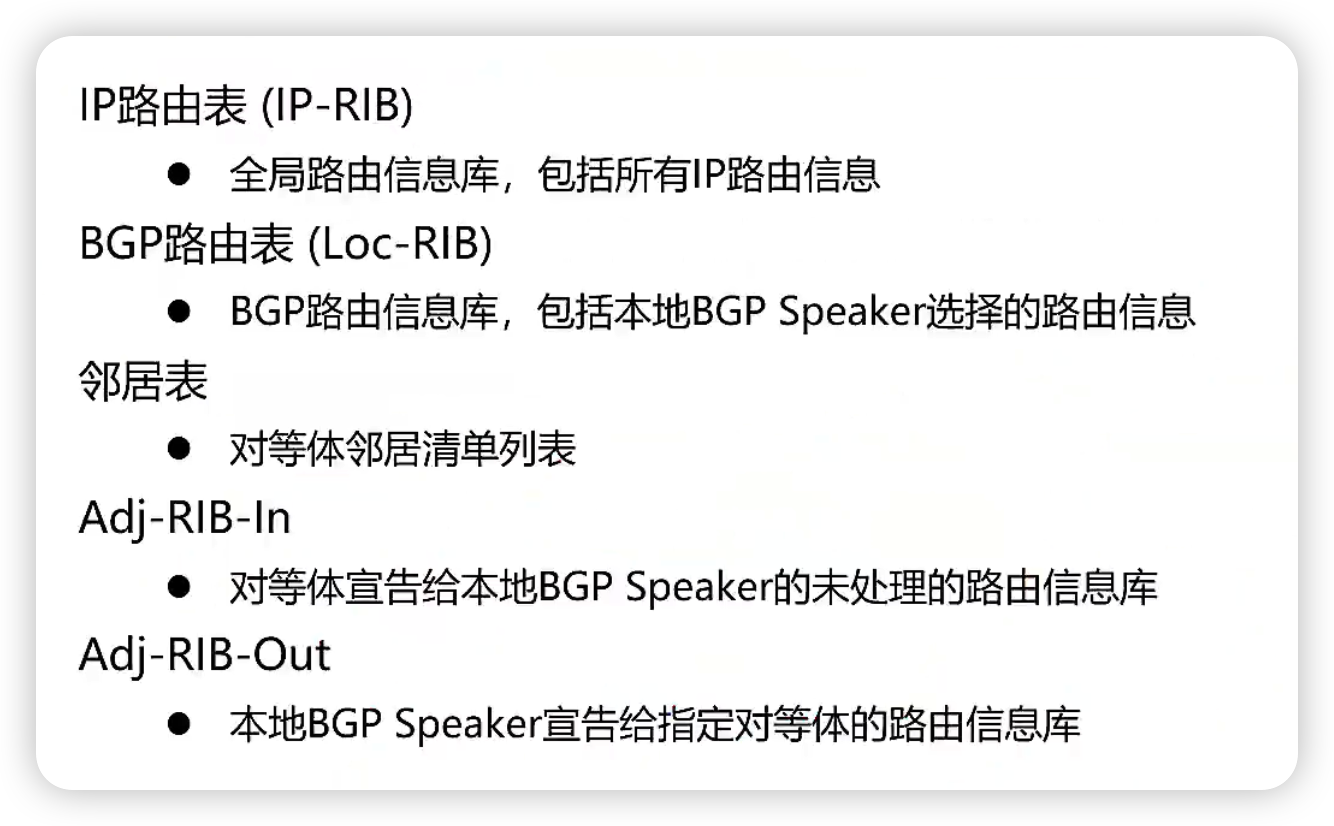 IP路由表 (IP-RIB)
● 全局路由信息库，包括所有IP路由信息
BGP路由表 (Loc-RIB)
● BGP路由信息库，包括本地BGP Speaker选择的路由信息
邻居表
● 对等体邻居清单列表
Adj-RIB-In
● 对等体宣告给本地BGP Speaker的未处理的路由信息库
Adj-RIB-Out
● 本地BGP Speaker宣告给指定对等体的路由信息库